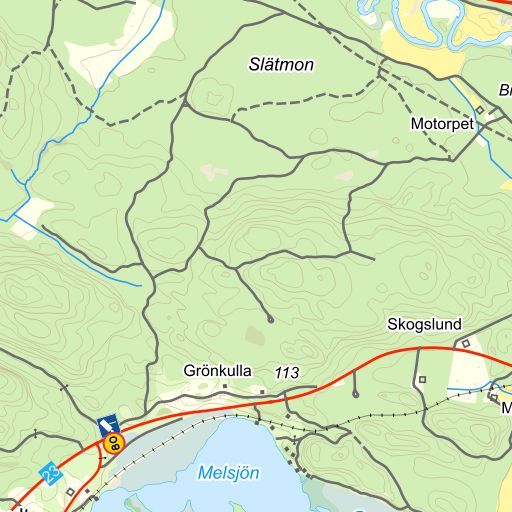 Slätmon
Motorpet
Skogslund
Grönkulla
113
80
23
Melsjön